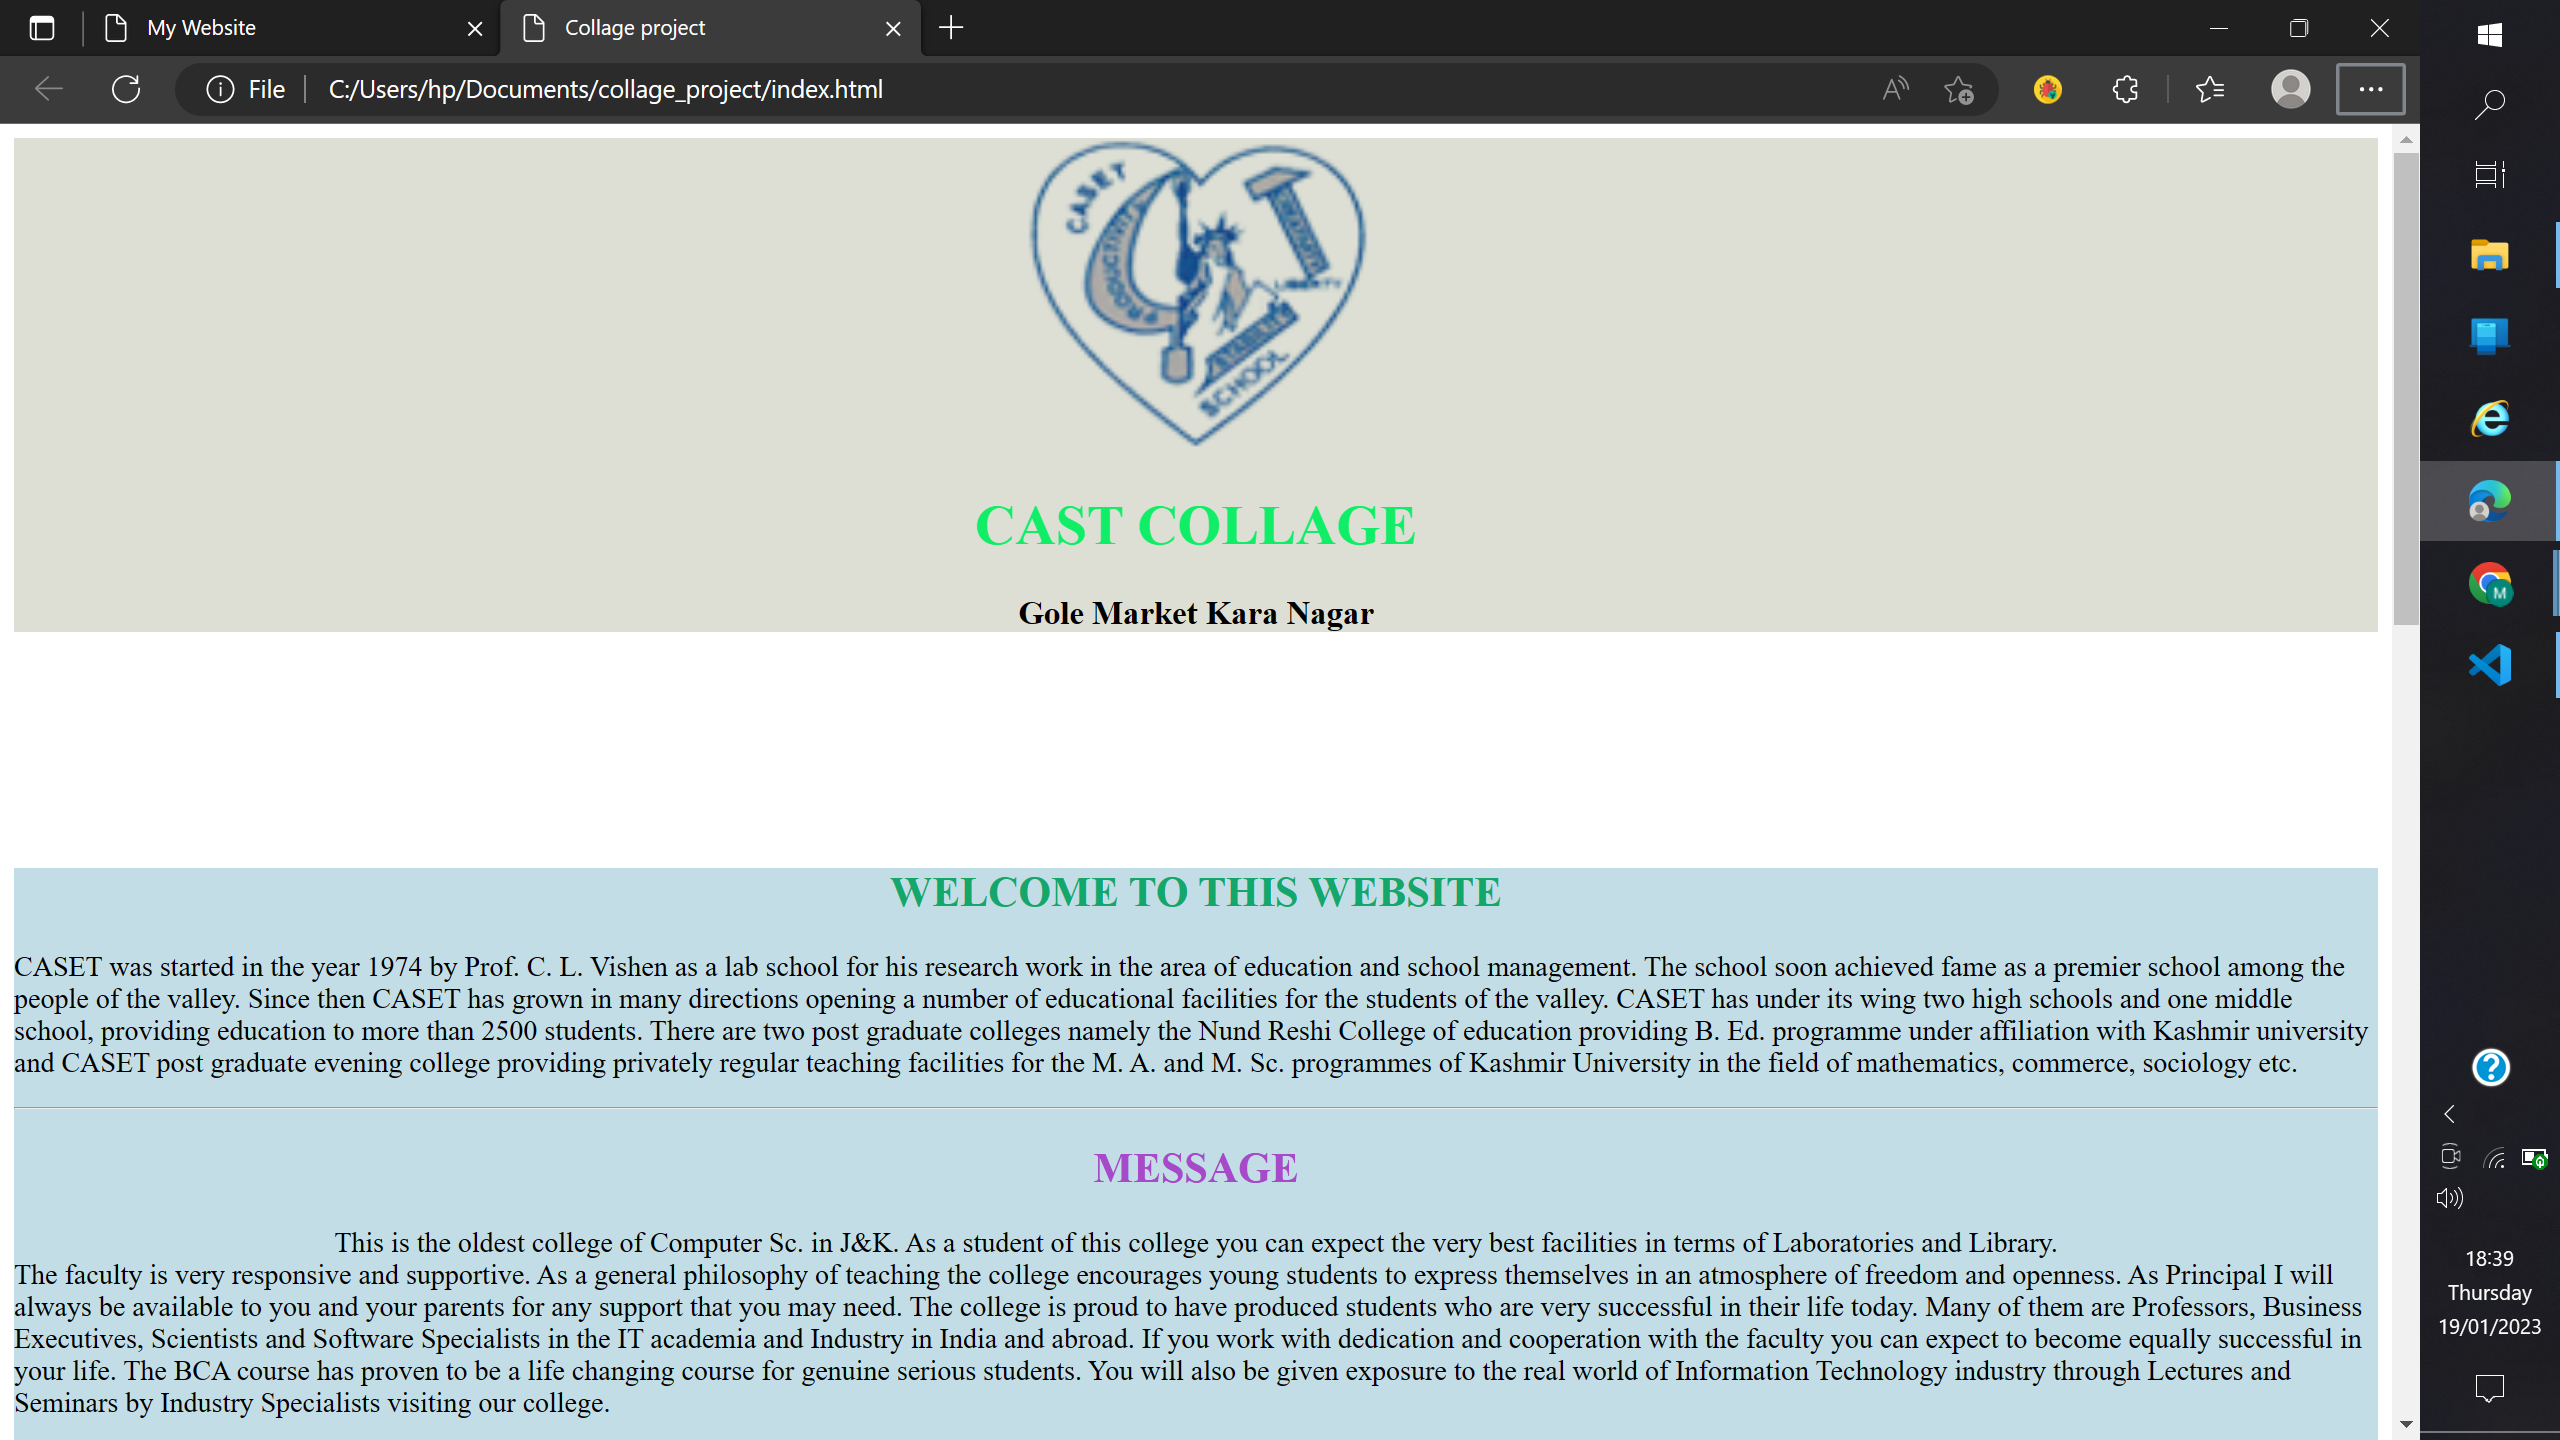 My Website
Collage project
File
C:/Users/hp/Documents/collage_project/index.html
CASET
PRODUCTIVITY
LIBERTY
SCHOOL
CAST COLLAGE
Gole Market Kara Nagar
WELCOME TO THIS WEBSITE
CASET was started in the year 1974 by Prof. C. L. Vishen as a lab school for his research work in the area of education and school management. The school soon achieved fame as a premier school among the
people of the valley. Since then CASET has grown in many directions opening a number of educational facilities for the students of the valley. CASET has under its wing two high schools and one middle
school, providing education to more than 2500 students. There are two post graduate colleges namely the Nund Reshi College of education providing B. Ed. programme under affiliation with Kashmir university
and CASET post graduate evening college providing privately regular teaching facilities for the M. A. and M. Sc. programmes of Kashmir University in the field of mathematics, commerce, sociology etc.
MESSAGE
This is the oldest college of Computer Sc. in J&K. As a student of this college you can expect the very best facilities in terms of Laboratories and Library.
The faculty is very responsive and supportive. As a general philosophy of teaching the college encourages young students to express themselves in an atmosphere of freedom and openness. As Principal I will
always be available to you and your parents for any support that you may need. The college is proud to have produced students who are very successful in their life today. Many of them are Professors, Business
Executives, Scientists and Software Specialists in the IT academia and Industry in India and abroad. If you work with dedication and cooperation with the faculty you can expect to become equally successful in
your life. The BCA course has proven to be a life changing course for genuine serious students. You will also be given exposure to the real world of Information Technology industry through Lectures and
Seminars by Industry Specialists visiting our college.
M
18:39
Thursday
19/01/2023